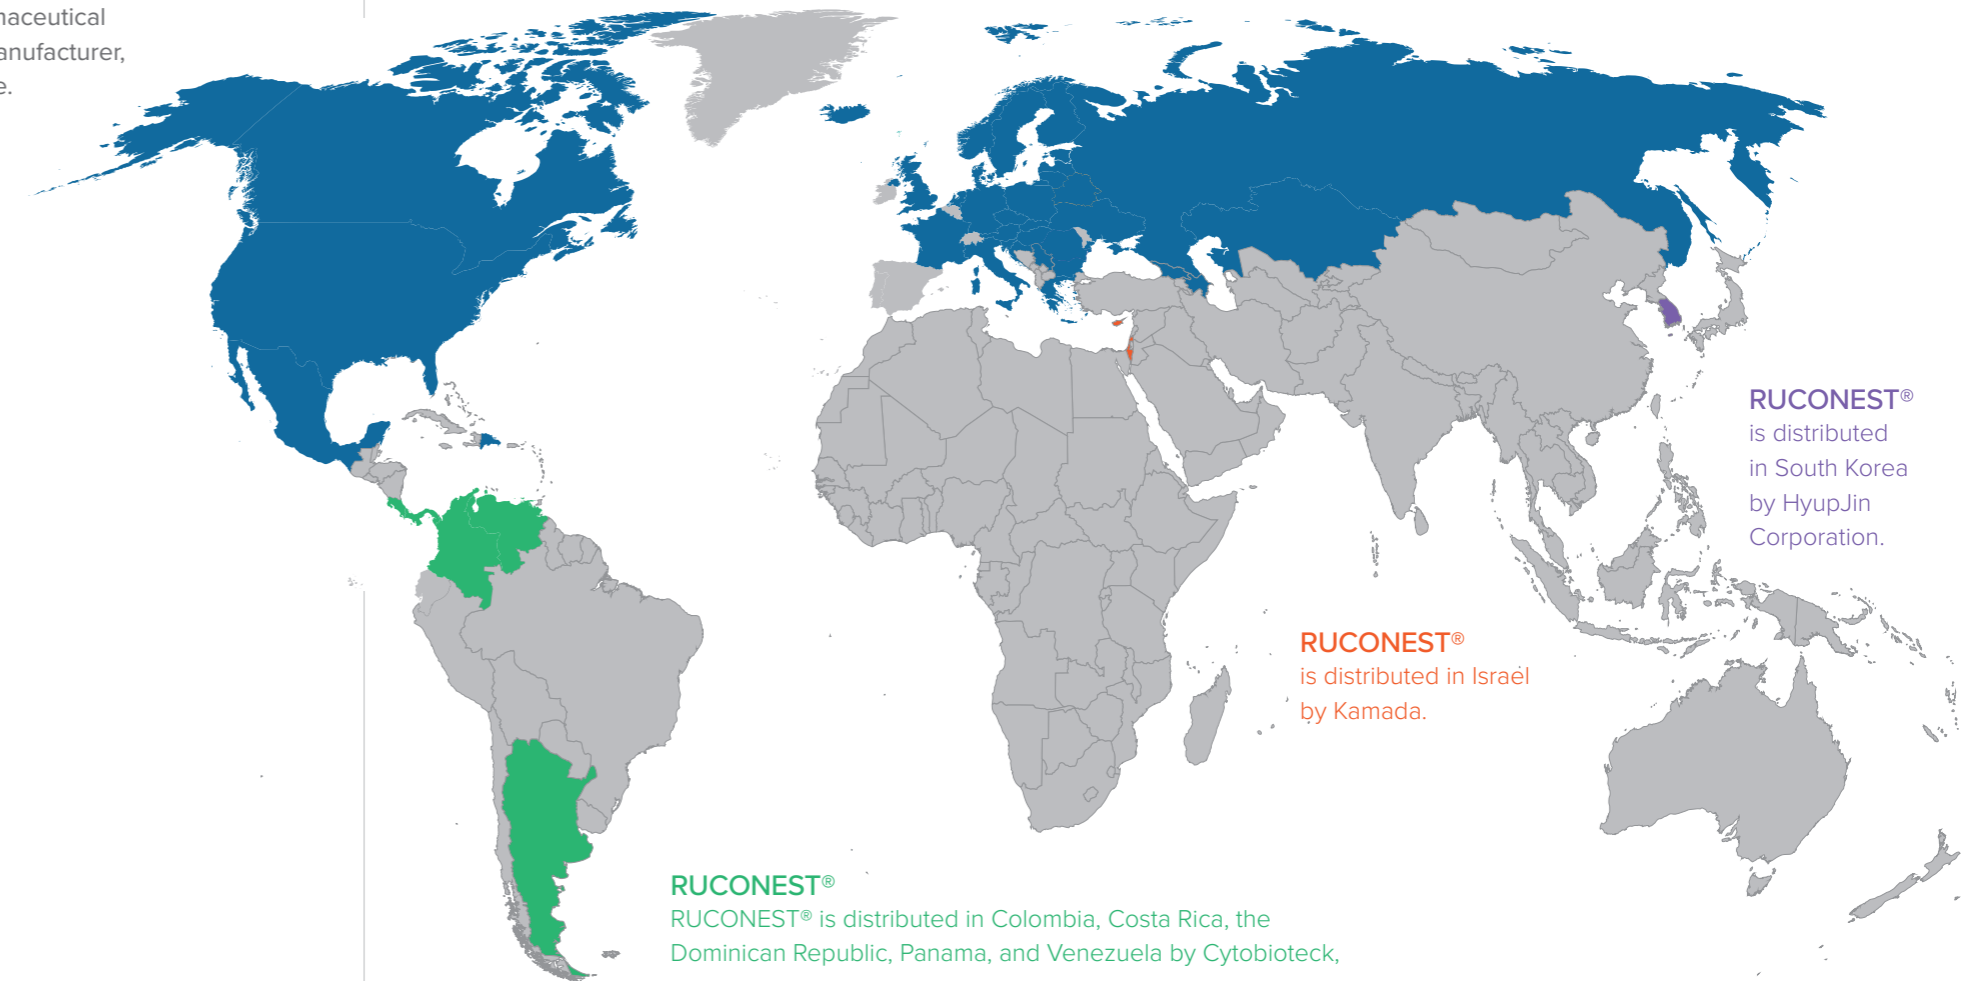 anufacturer,
e.
RUCONEST®
is distributed
in South Korea
by HyupJin
Corporation.
RUCONEST®
is distributed in Israel
by Kamada.
RUCONEST®
RUCONEST® is distributed in Colombia, Costa Rica, the
Dominican Republic, Panama, and Venezuela by Cytobioteck,